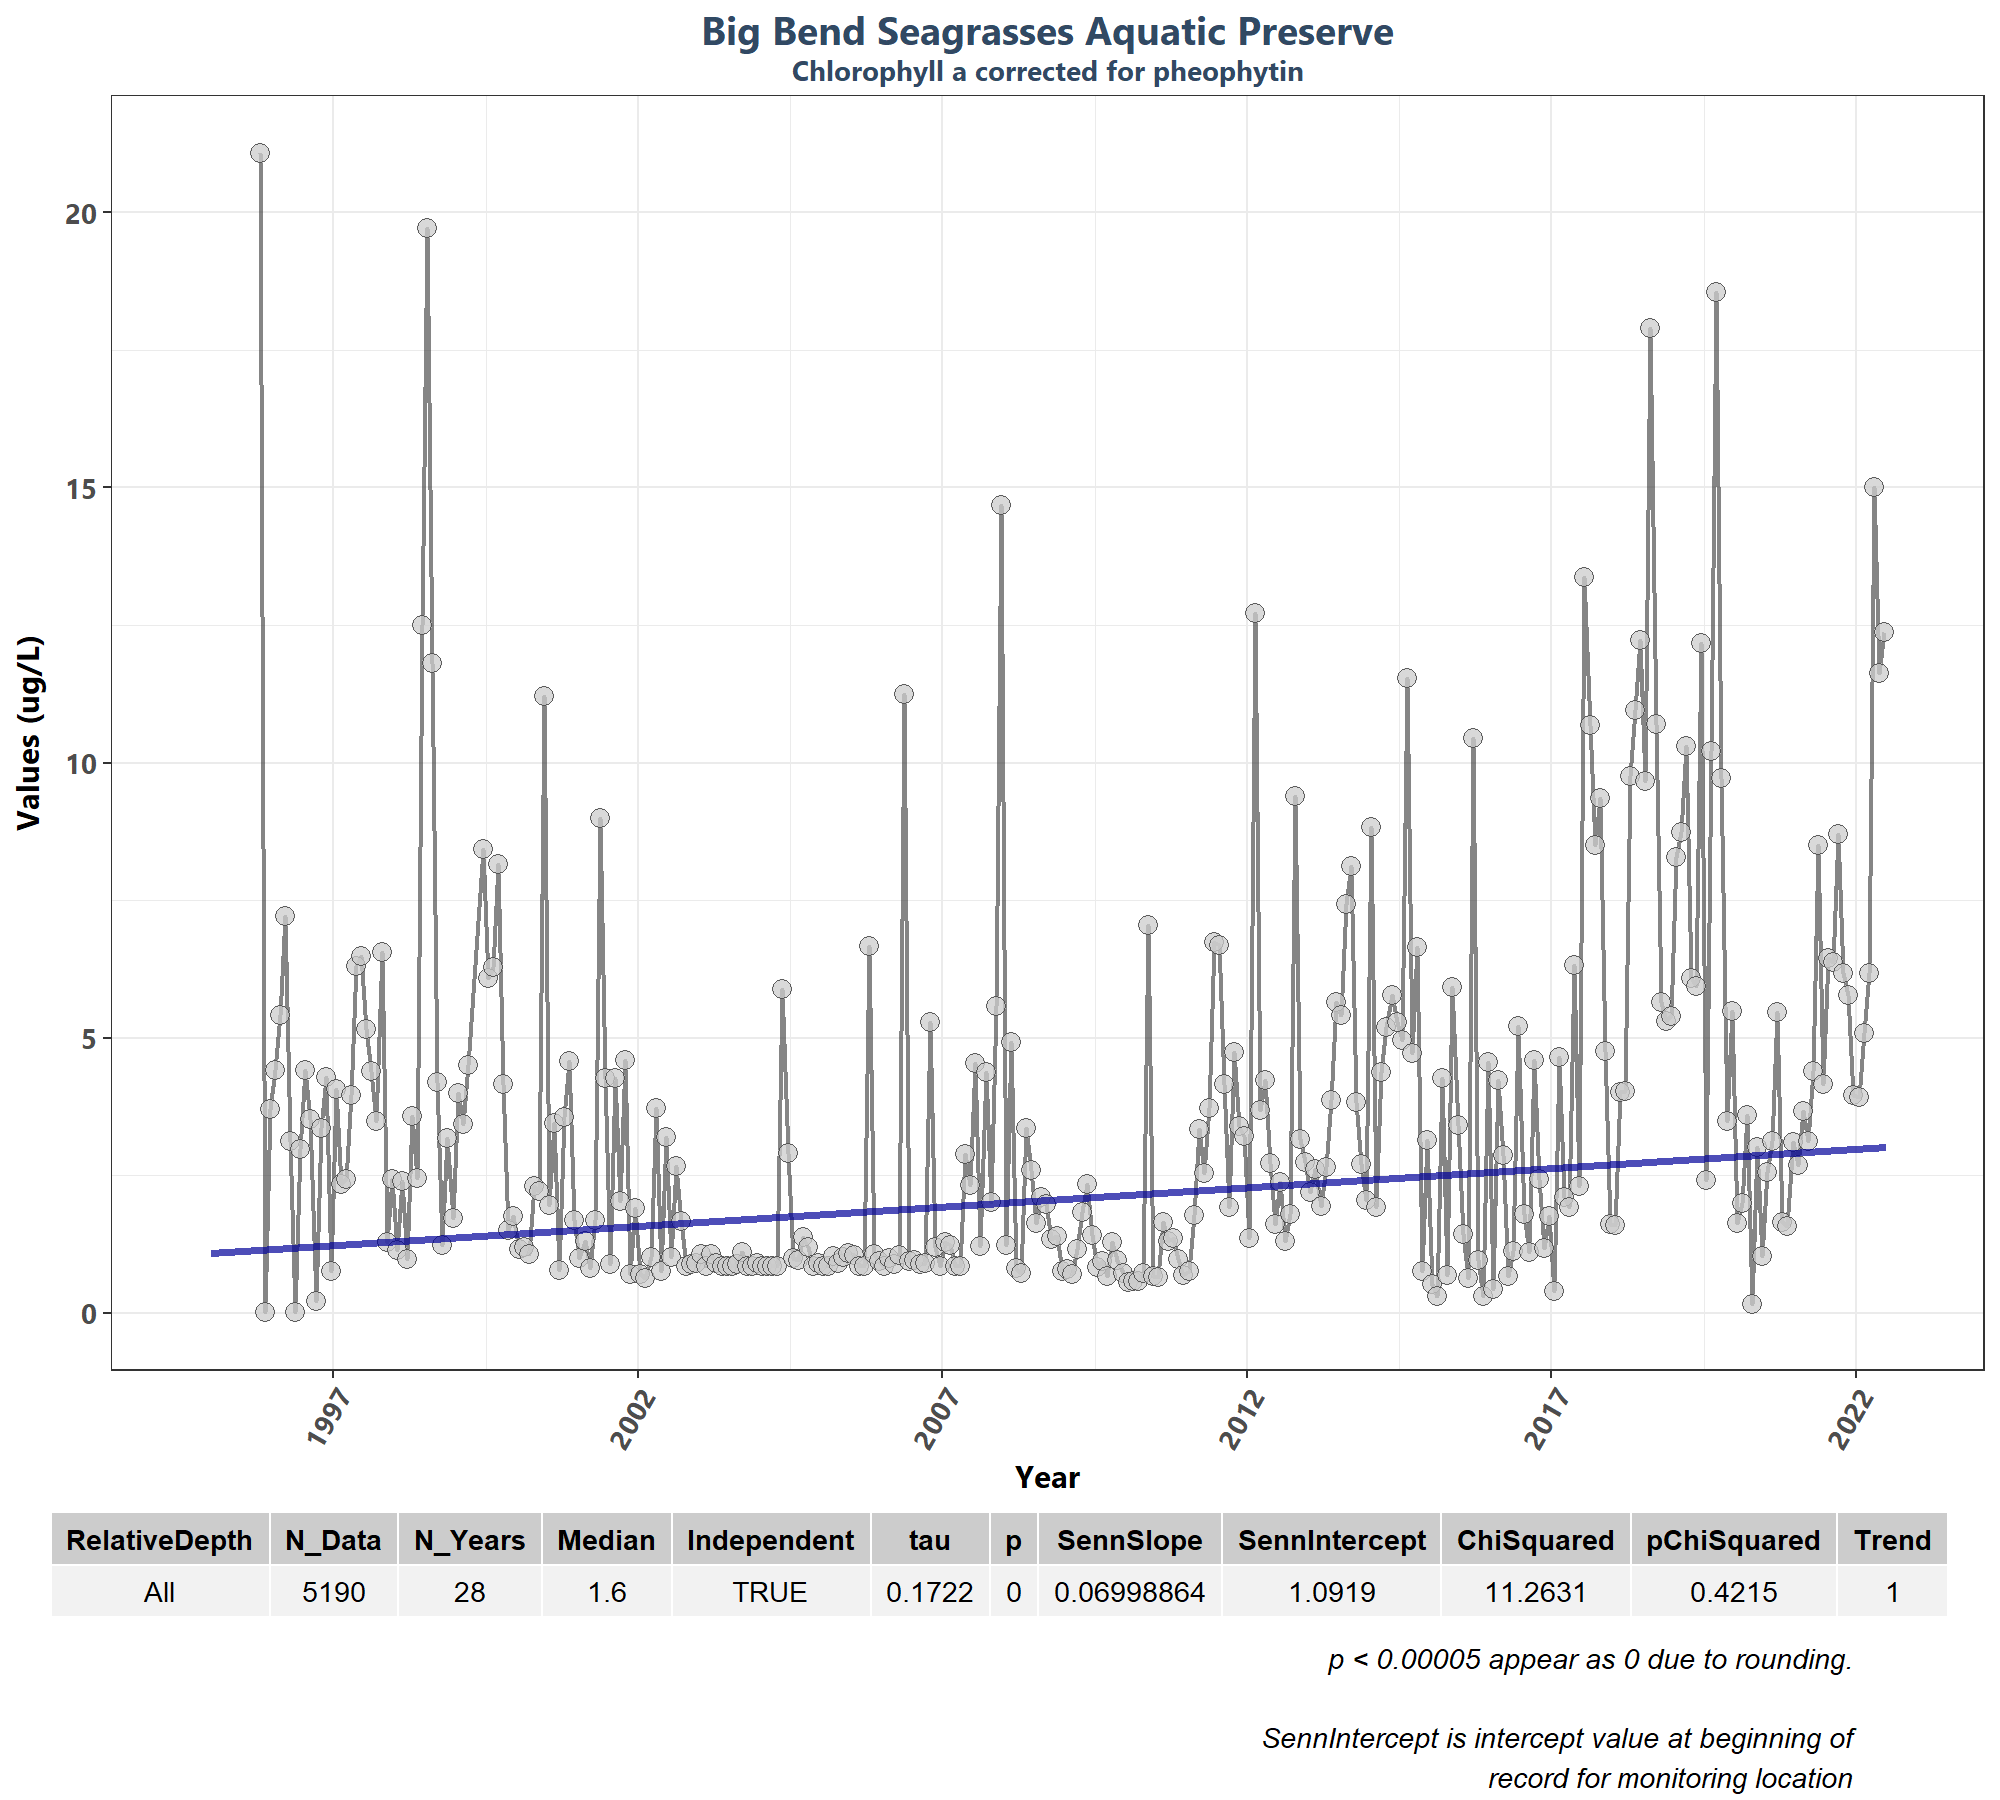 Big Bend Seagrasses Aquatic Preserve
Chlorophyll a corrected for pheophytin
Values (ug/L)
20
15
10
5
0
1997 2002 2007 2012 2017 2022
Year
RelativeDepth N_Data N_Years Median Independent tau p SennSlope SennIntercept ChiSquared pChiSquared Trend
All 5190 28 1.6 TRUE 0.1722 0 0.06998864 1.0919 11.2631 0.4215 1
p < 0.00005 appear as 0 due to rounding.
SennIntercept is intercept value at beginning of
record for monitoring location